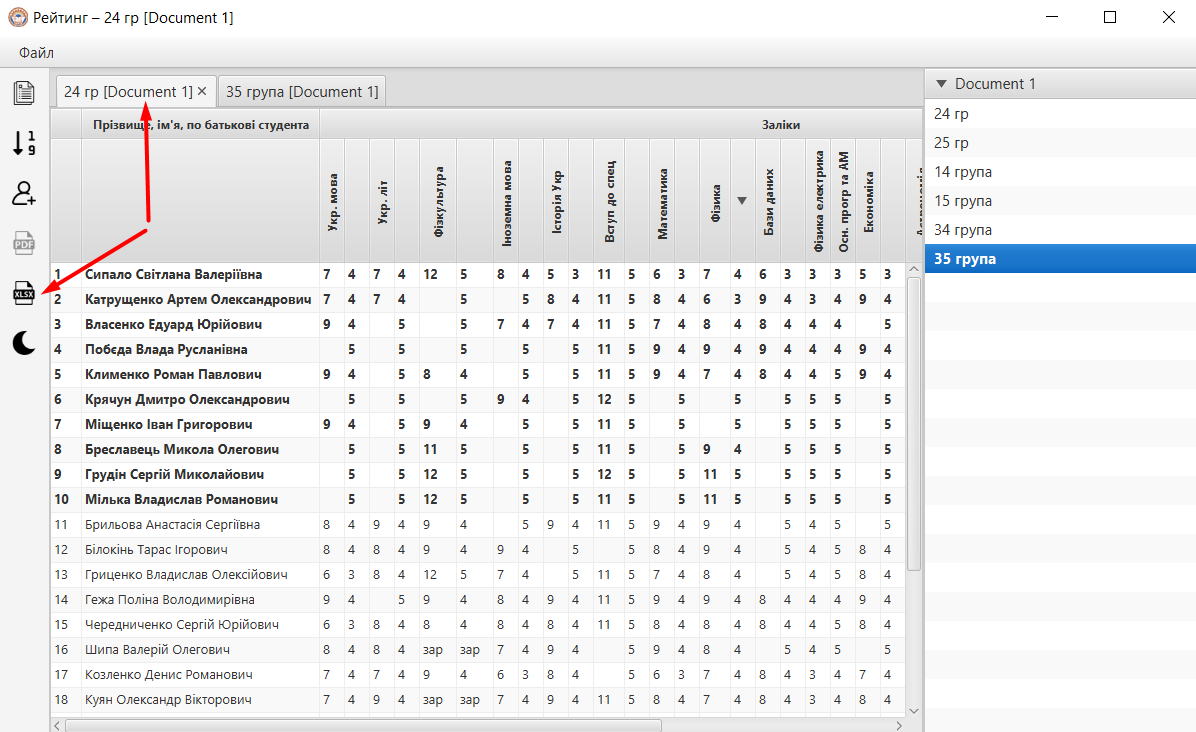 Рейтинг – 24 гр [Document 1]
Файл
24 гр [Document 1] ✕ 35 група [Document 1]
Прізвище, ім'я, по батькові студента Заліки
Укр. мова Укр. літ Фізкультура Іноземна мова Історія Укр Вступ до спец Математика Фізика Бази даних Фізика електрика Осн. прогр та АМ Економіка
1 Сипало Світлана Валеріївна 7 4 7 4 12 5 8 4 5 3 11 5 6 3 7 4 6 3 3 3 5 3
2 Катрущенко Артем Олександрович 7 4 7 4 5 5 8 4 11 5 8 4 6 3 9 4 3 4 9 4
3 Власенко Едуард Юрійович 9 4 5 5 7 4 7 4 11 5 7 4 8 4 8 4 4 4 5
4 Побєда Влада Русланівна 5 5 5 5 5 11 5 9 4 9 4 9 4 4 4 9 4
5 Клименко Роман Павлович 9 4 5 8 4 5 5 11 5 9 4 7 4 8 4 4 5 9 4
6 Крячун Дмитро Олександрович 5 5 5 9 4 5 12 5 5 5 5 5 5 5
7 Міщенко Іван Григорович 9 4 5 9 4 5 5 11 5 5 5 5 5 5 5
8 Бреславець Микола Олегович 5 5 11 5 5 5 11 5 5 9 4 5 5 5 5
9 Грудін Сергій Миколайович 5 5 12 5 5 5 12 5 5 11 5 5 5 5 5
10 Мілька Владислав Романович 5 5 12 5 5 5 11 5 5 11 5 5 5 5 5
11 Брильова Анастасія Сергіївна 8 4 9 4 9 4 5 9 4 11 5 9 4 9 4 5 4 5 4
12 Білокінь Тарас Ігорович 8 4 8 4 9 4 9 4 5 5 8 4 9 4 5 4 5 8 4
13 Гриценко Владислав Олексійович 6 3 8 4 12 5 7 4 5 11 5 7 4 8 4 5 4 5 8 4
14 Гежа Поліна Володимирівна 9 4 5 9 4 8 4 9 4 11 5 9 4 9 4 8 4 4 4 9 4
15 Чередниченко Сергій Юрійович 6 3 8 4 8 4 8 4 8 4 11 5 8 4 8 4 8 4 4 5 8 4
16 Шипа Валерій Олегович 8 4 8 4 зар зар 7 4 9 4 5 9 4 8 4 5 4 5 5
17 Козленко Денис Романович 7 4 7 4 9 4 6 3 8 4 5 6 3 7 4 8 4 3 4 7 4
18 Куян Олександр Вікторович 7 4 9 4 зар зар 7 4 9 4 11 5 8 4 7 4 8 4 3 4 8 4
Document 1
24 гр
25 гр
14 група
15 група
34 група
35 група
1
9
PDF
XLSX